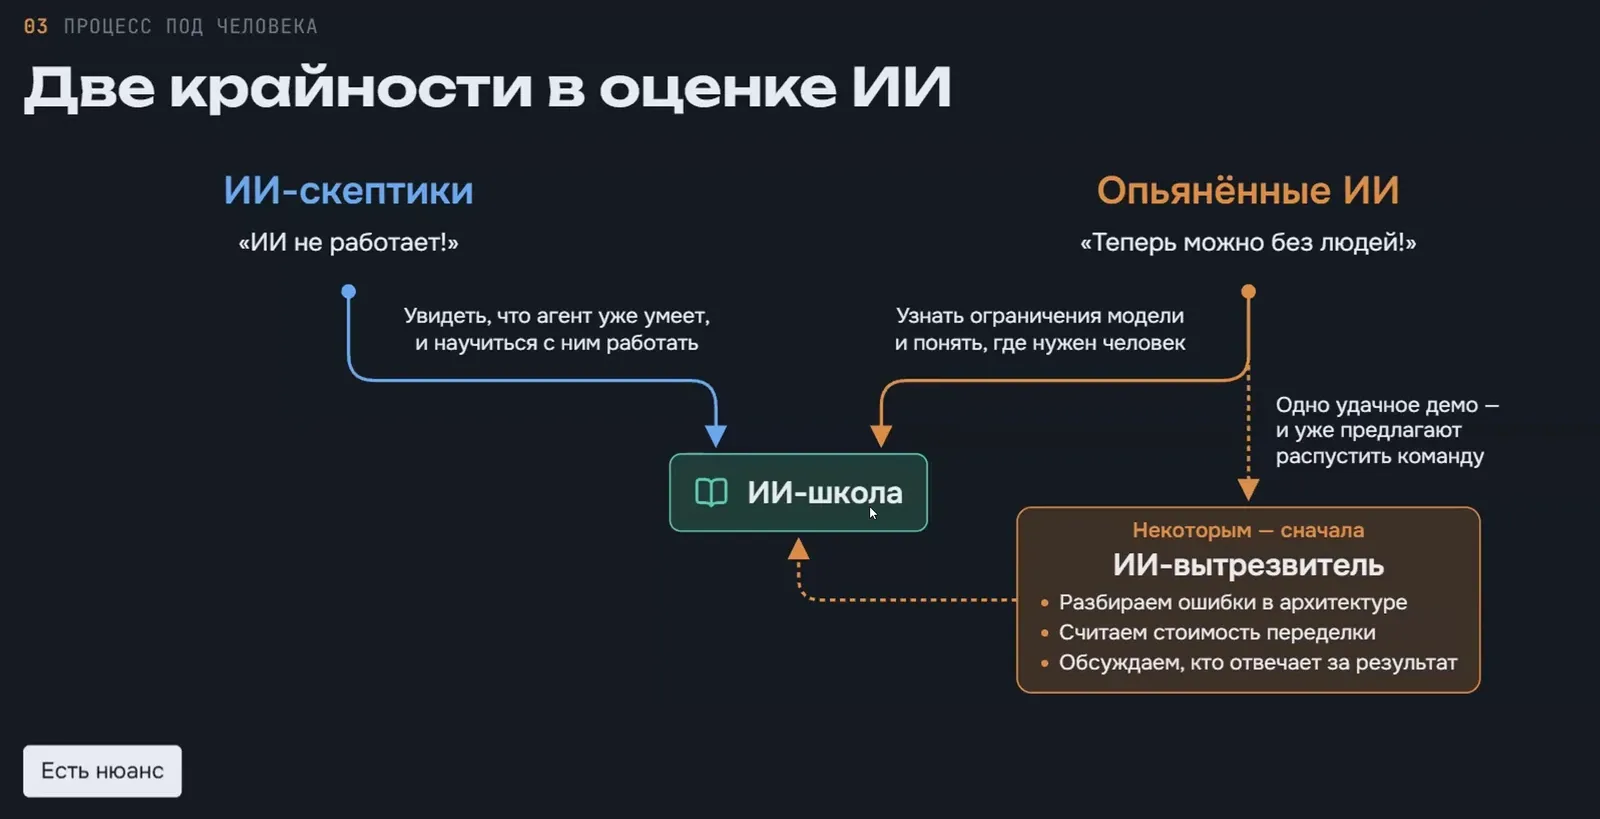 03 ПРОЦЕСС ПОД ЧЕЛОВЕКА
Две крайности в оценке ИИ
ИИ-скептики
«ИИ не работает!»
Опьянённые ИИ
«Теперь можно без людей!»
Увидеть, что агент уже умеет,
и научиться с ним работать
Узнать ограничения модели
и понять, где нужен человек
Одно удачное демо —
и уже предлагают
распустить команду
ИИ-школа
Некоторым — сначала
ИИ-вытрезвитель
• Разбираем ошибки в архитектуре
• Считаем стоимость переделки
• Обсуждаем, кто отвечает за результат
Есть нюанс